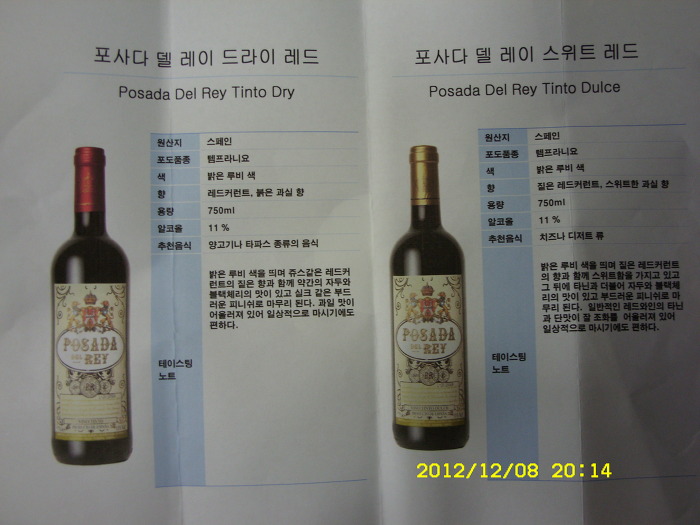 포사다 델 레이 드라이 레드
Posada Del Rey Tinto Dry
원산지 스페인
포도품종 템프라니요
색 밝은 루비 색
향 레드커런트, 붉은 과실 향
용량 750ml
알코올 11 %
추천음식 양고기나 타파스 종류의 음식
테이스팅
노트
밝은 루비 색을 띄며 쥬스같은 레드커
런트의 짙은 향과 함께 약간의 자두와
블랙체리의 맛이 있고 실크 같은 부드
러운 피니쉬로 마무리 된다. 과일 맛이
어울러져 있어 일상적으로 마시기에도
편하다.
POSADA
DEL
REY
포사다 델 레이 스위트 레드
Posada Del Rey Tinto Dulce
원산지 스페인
포도품종 템프라니요
색 밝은 루비 색
향 짙은 레드커런트, 스위트한 과실 향
용량 750ml
알코올 11 %
추천음식 치즈나 디저트 류
테이스팅
노트
밝은 루비 색을 띄며 짙은 레드커런트
의 향과 함께 스위트함을 가지고 있고
그 뒤에 타닌과 더불어 자두와 블랙체
리의 맛이 있고 부드러운 피니쉬로 마
무리 된다. 일반적인 레드와인의 타닌
과 단맛이 잘 조화를 어울러져 있어
일상적으로 마시기에도 편하다.
POSADA
DEL
REY
2012/12/08 20:14